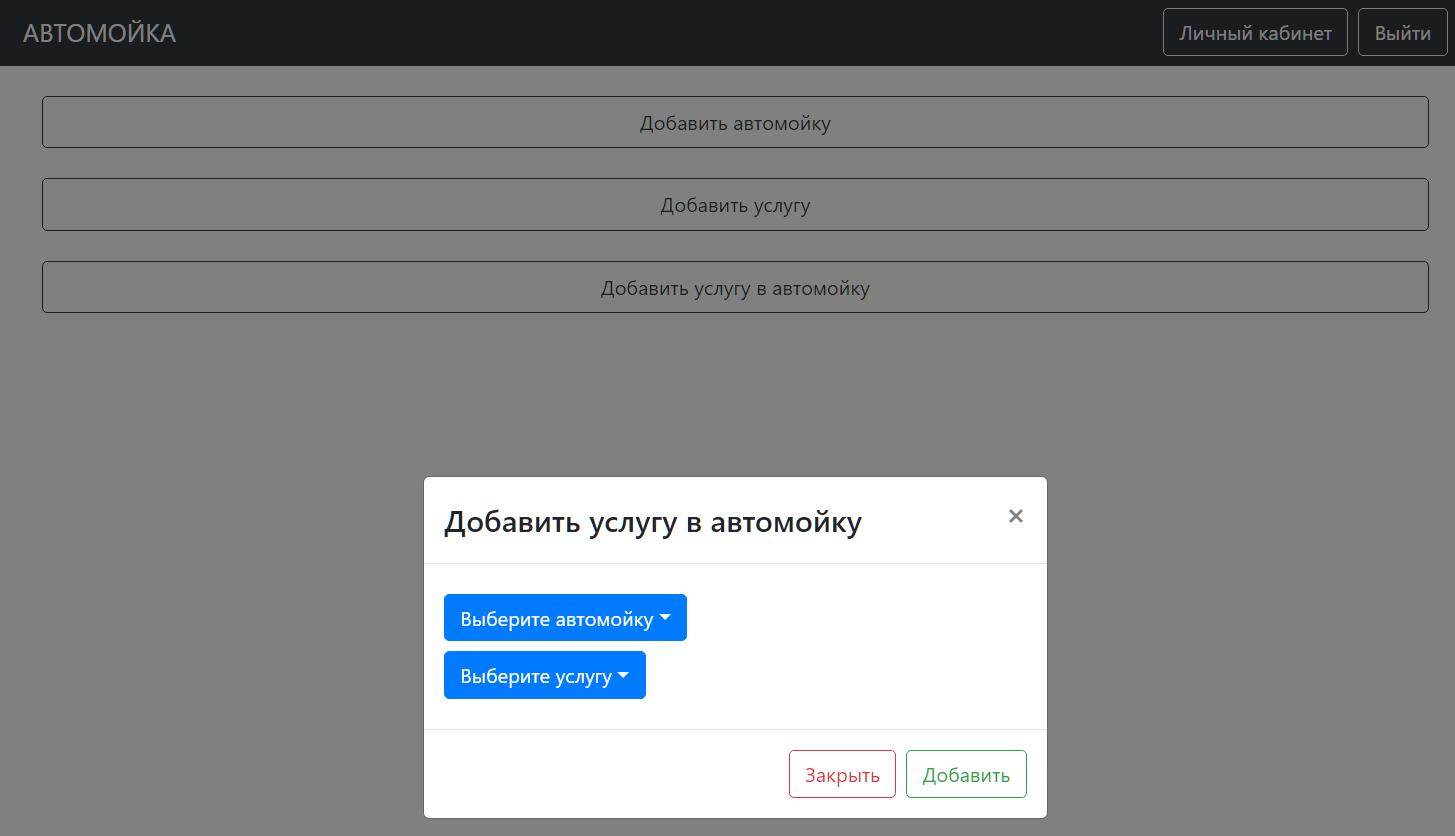 АВТОМОЙКА
Личный кабинет
Выйти
Добавить автомойку
Добавить услугу
Добавить услугу в автомойку
Добавить услугу в автомойку
×
Выберите автомойку
Выберите услугу
Закрыть
Добавить